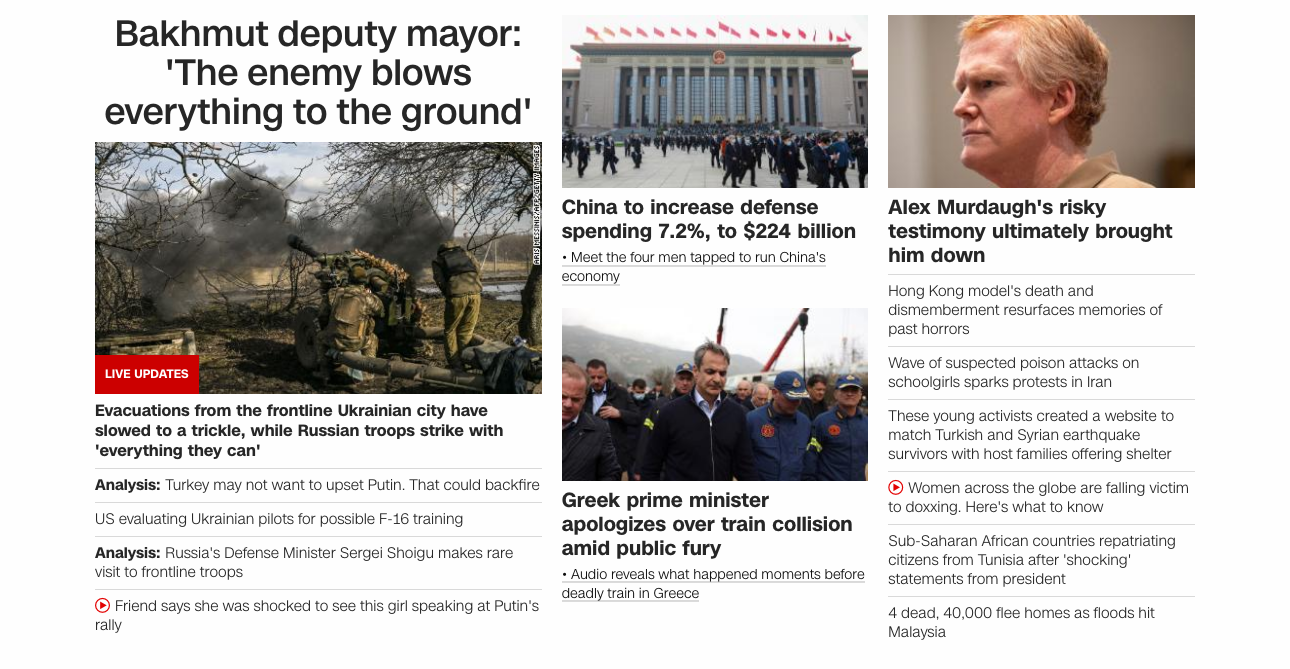 Bakhmut deputy mayor:
'The enemy blows
everything to the ground'
LIVE UPDATES
Evacuations from the frontline Ukrainian city have
slowed to a trickle, while Russian troops strike with
'everything they can'
Analysis: Turkey may not want to upset Putin. That could backfire
US evaluating Ukrainian pilots for possible F-16 training
Analysis: Russia's Defense Minister Sergei Shoigu makes rare
visit to frontline troops
Friend says she was shocked to see this girl speaking at Putin's
rally
China to increase defense
spending 7.2%, to $224 billion
• Meet the four men tapped to run China's
economy
Greek prime minister
apologizes over train collision
amid public fury
• Audio reveals what happened moments before
deadly train in Greece
Alex Murdaugh's risky
testimony ultimately brought
him down
Hong Kong model's death and
dismemberment resurfaces memories of
past horrors
Wave of suspected poison attacks on
schoolgirls sparks protests in Iran
These young activists created a website to
match Turkish and Syrian earthquake
survivors with host families offering shelter
Women across the globe are falling victim
to doxxing. Here's what to know
Sub-Saharan African countries repatriating
citizens from Tunisia after 'shocking'
statements from president
4 dead, 40,000 flee homes as floods hit
Malaysia